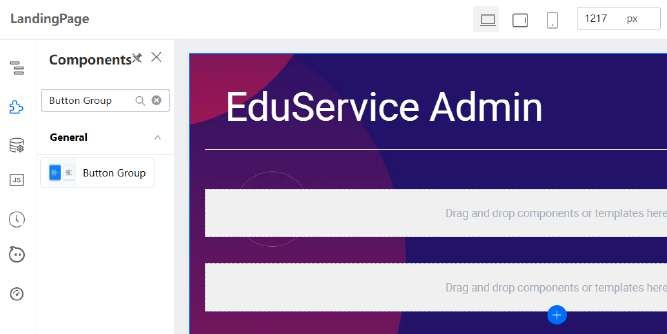 LandingPage
1217 px
Components
Button Group
General
Button Group
JS
EduService Admin
Drag and drop components or templates here
Drag and drop components or templates here